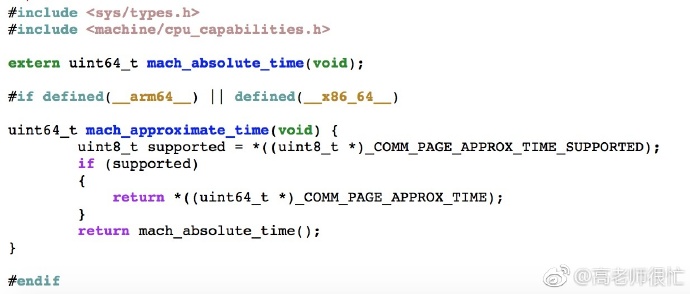 #include <sys/types.h>
#include <machine/cpu_capabilities.h>
extern uint64_t mach_absolute_time(void);
#if defined(__arm64__) || defined(__x86_64__)
uint64_t mach_approximate_time(void) {
uint8_t supported = *((uint8_t *)_COMM_PAGE_APPROX_TIME_SUPPORTED);
if (supported)
{
return *((uint64_t *)_COMM_PAGE_APPROX_TIME);
}
return mach_absolute_time();
}
#endif
@高老师很忙